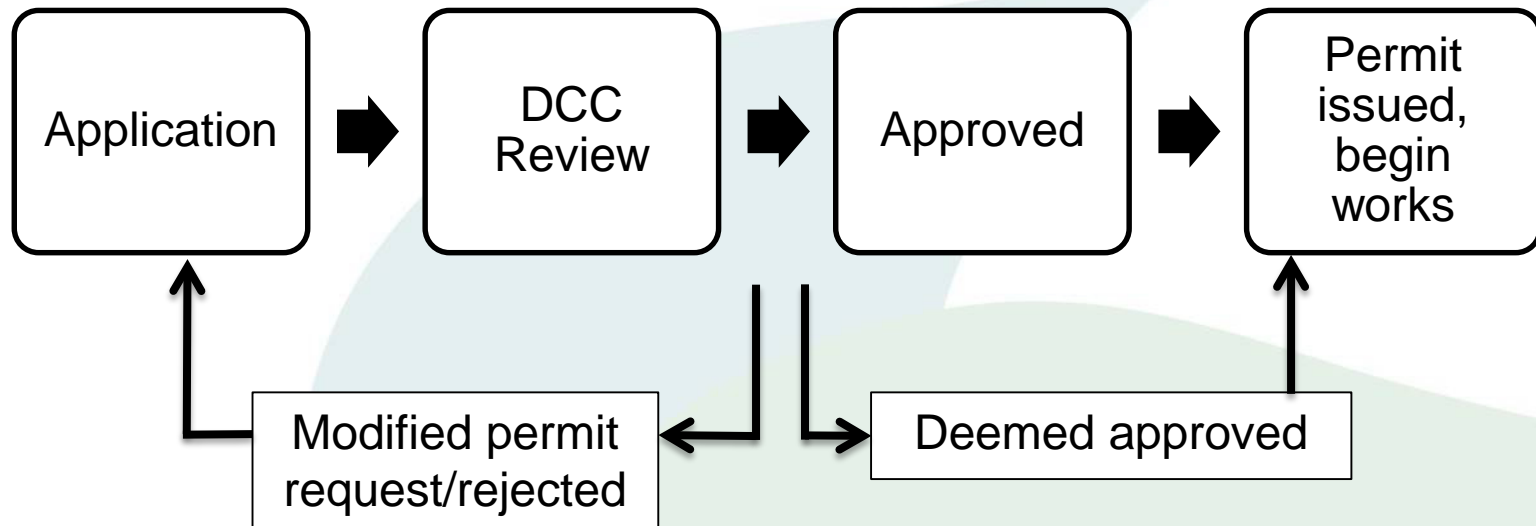 Application
DCC
Review
Approved
Permit
issued,
begin
works
Modified permit
request/rejected
Deemed approved